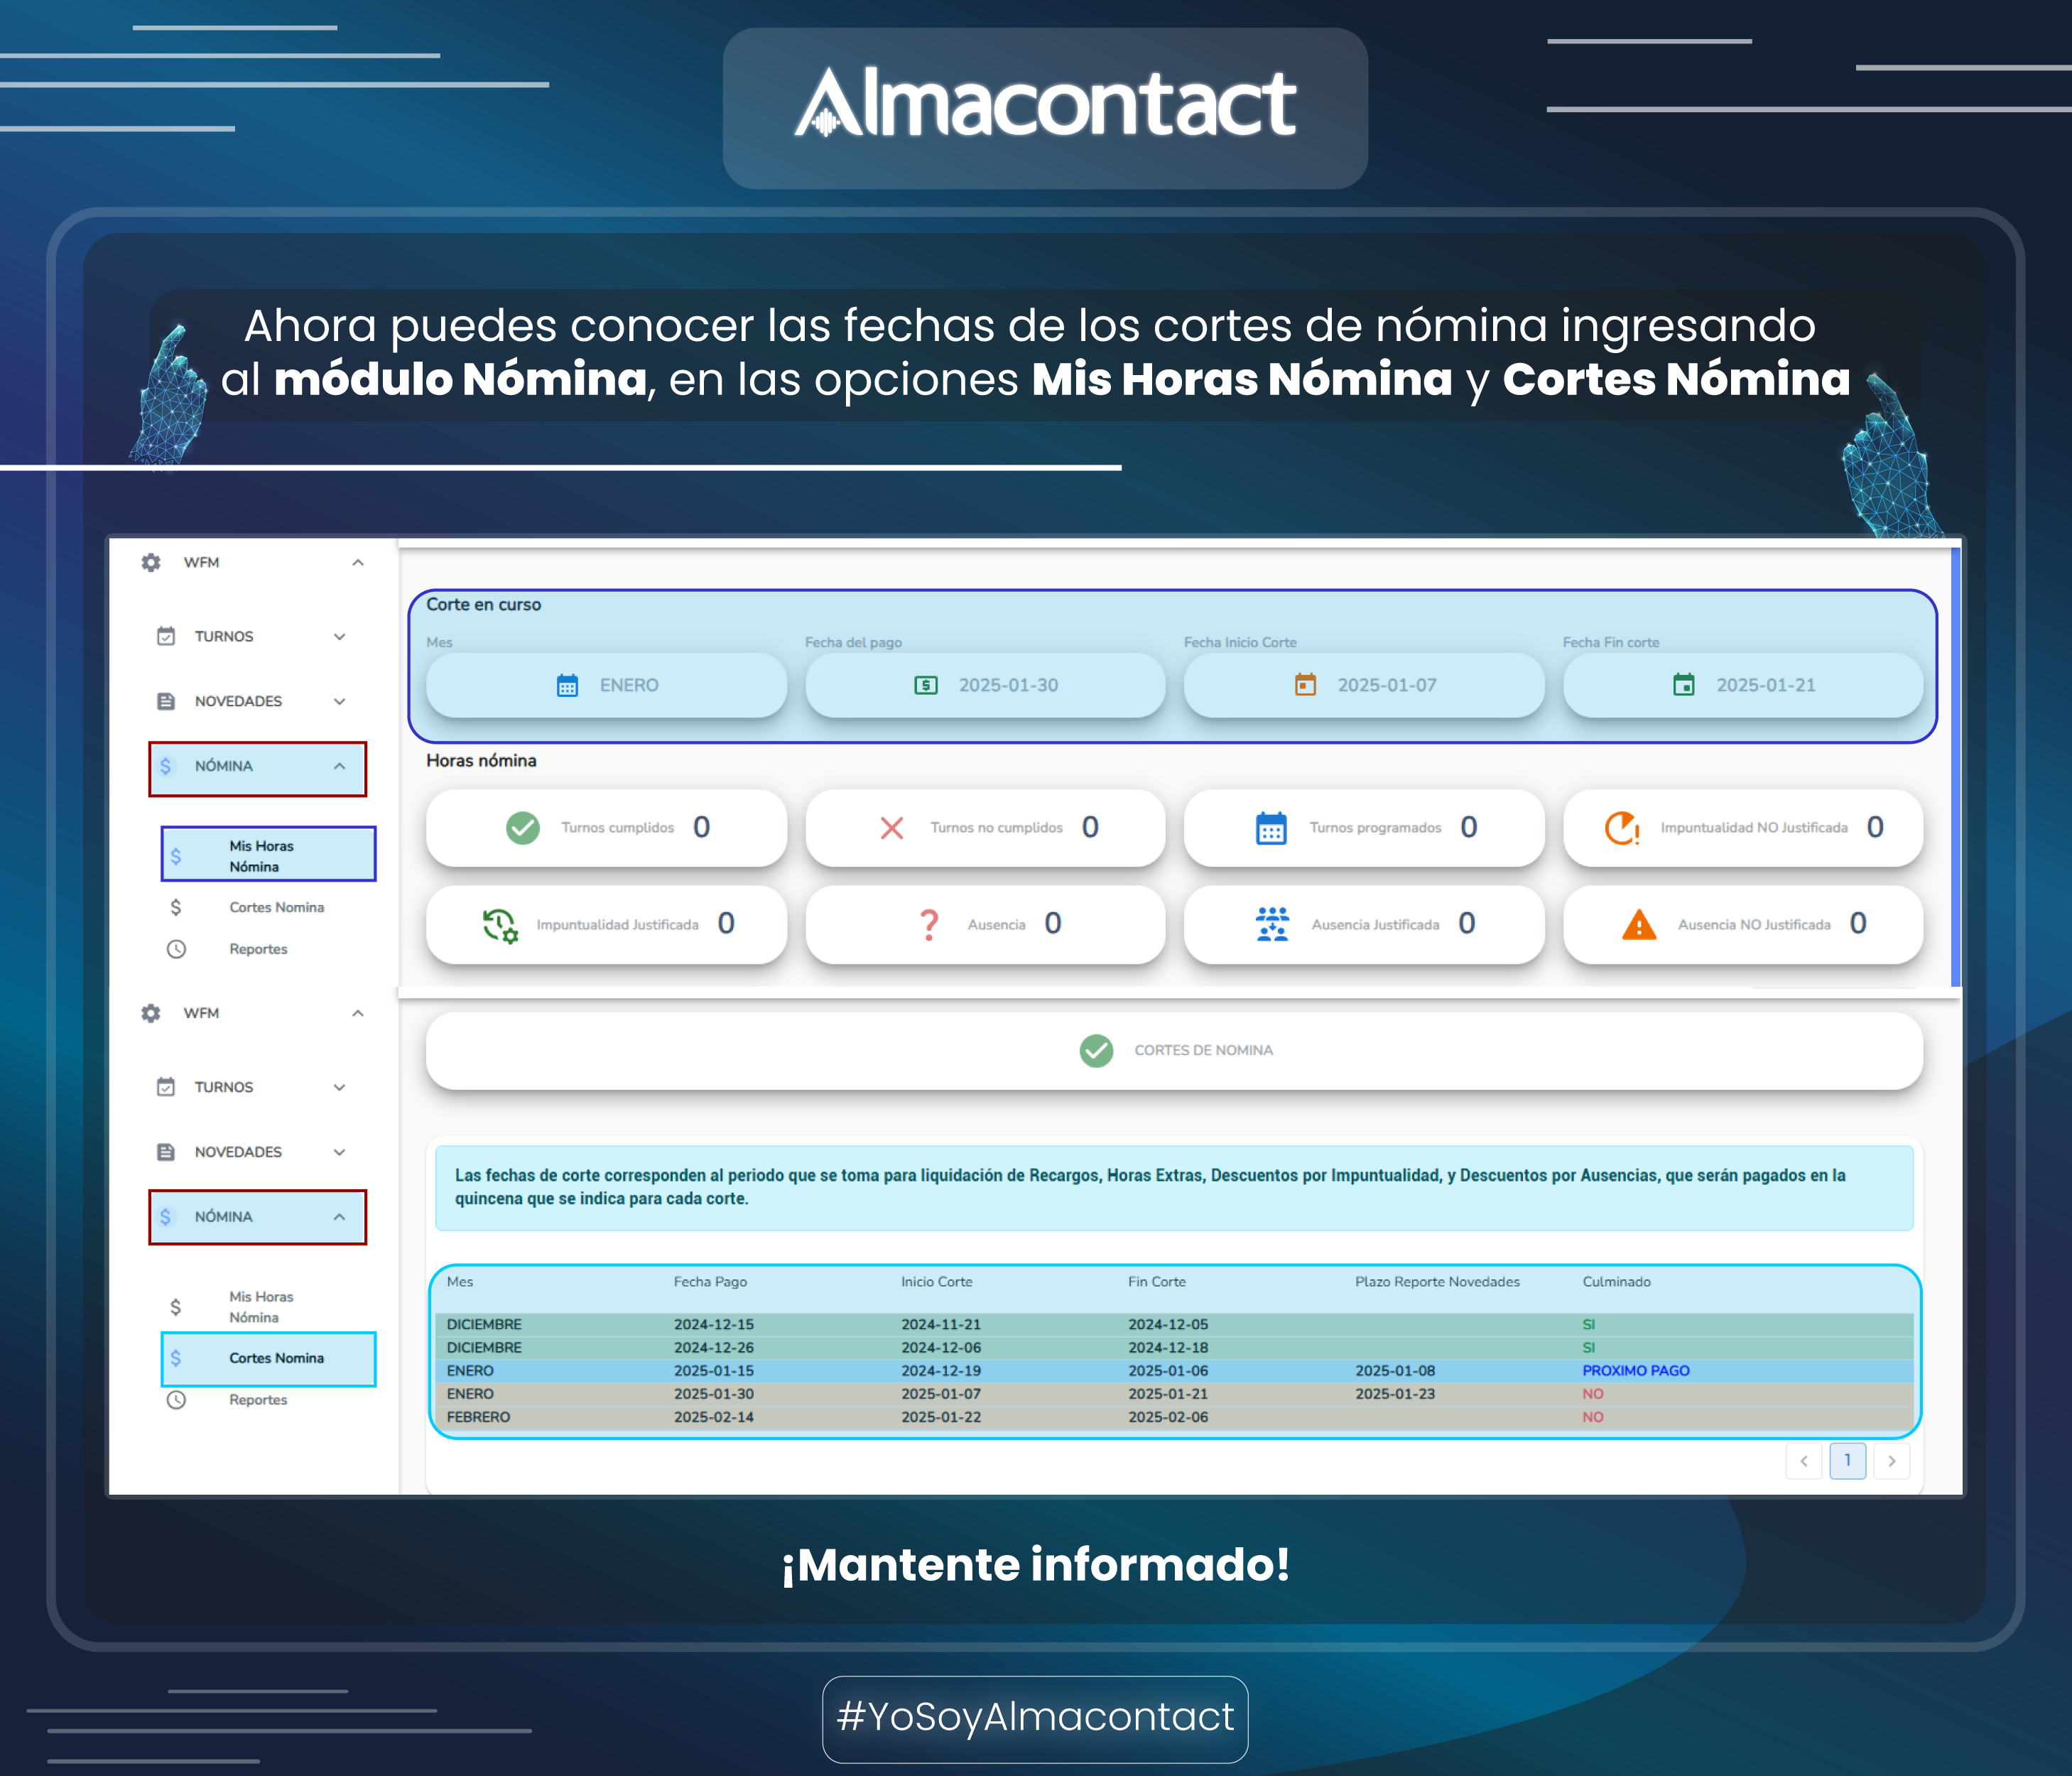 Almacontact
Ahora puedes conocer las fechas de los cortes de nómina ingresando
al módulo Nómina, en las opciones Mis Horas Nómina y Cortes Nómina
WFM
TURNOS
NOVEDADES
NÓMINA
Mis Horas
Nómina
Cortes Nomina
Reportes
Corte en curso
Mes Fecha del pago Fecha Inicio Corte Fecha Fin corte
ENERO 2025-01-30 2025-01-07 2025-01-21
Horas nómina
Turnos cumplidos 0 Turnos no cumplidos 0 Turnos programados 0 Impuntualidad NO Justificada 0
Impuntualidad Justificada 0 Ausencia 0 Ausencia Justificada 0 Ausencia NO Justificada 0
WFM
TURNOS
NOVEDADES
NÓMINA
Mis Horas
Nómina
Cortes Nomina
Reportes
CORTES DE NOMINA
Las fechas de corte corresponden al periodo que se toma para liquidación de Recargos, Horas Extras, Descuentos por Impuntualidad, y Descuentos por Ausencias, que serán pagados en la
quincena que se indica para cada corte.
Mes Fecha Pago Inicio Corte Fin Corte Plazo Reporte Novedades Culminado
DICIEMBRE 2024-12-15 2024-11-21 2024-12-05 SI
DICIEMBRE 2024-12-26 2024-12-06 2024-12-18 SI
ENERO 2025-01-15 2024-12-19 2025-01-06 2025-01-08 PROXIMO PAGO
ENERO 2025-01-30 2025-01-07 2025-01-21 2025-01-23 NO
FEBRERO 2025-02-14 2025-01-22 2025-02-06 NO
1
¡Mantente informado!
#YoSoyAlmacontact